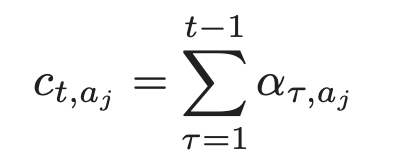 $$c_{t,a_j} = \sum_{\tau=1}^{t-1} \alpha_{\tau,a_j}$$